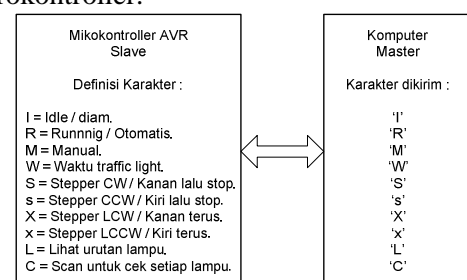 rokontroller.
Mikokontroller AVR
Slave
Definisi Karakter :
I = Idle / diam.
R = Runnnig / Otomatis.
M = Manual.
W = Waktu traffic light.
S = Stepper CW / Kanan lalu stop.
s = Stepper CCW / Kiri lalu stop.
X = Stepper LCW / Kanan terus.
x = Stepper LCCW / Kiri terus.
L = Lihat urutan lampu.
C = Scan untuk cek setiap lampu.
Komputer
Master
Karakter dikirim :
'I'
'R'
'M'
'W'
'S'
's'
'X'
'x'
'L'
'C'